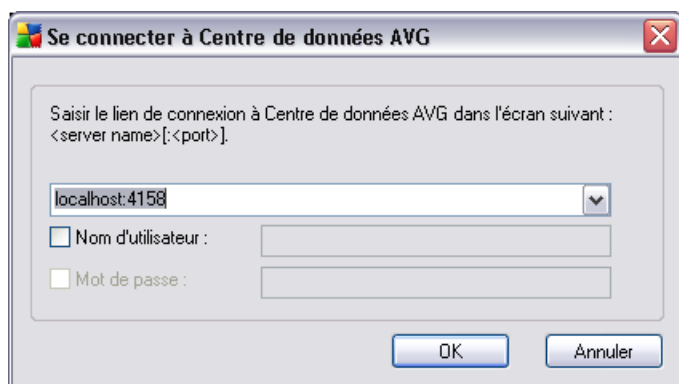 Se connecter à Centre de données AVG
Saisir le lien de connexion à Centre de données AVG dans l'écran suivant :
<server name>[:<port>].
localhost:4158
Nom d'utilisateur :
Mot de passe :
OK
Annuler